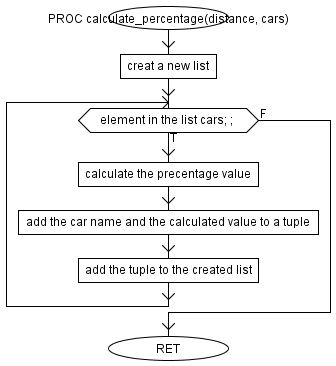 PROC calculate_percentage(distance, cars)
creat a new list
element in the list cars; ;
F
T
calculate the precentage value
add the car name and the calculated value to a tuple
add the tuple to the created list
RET